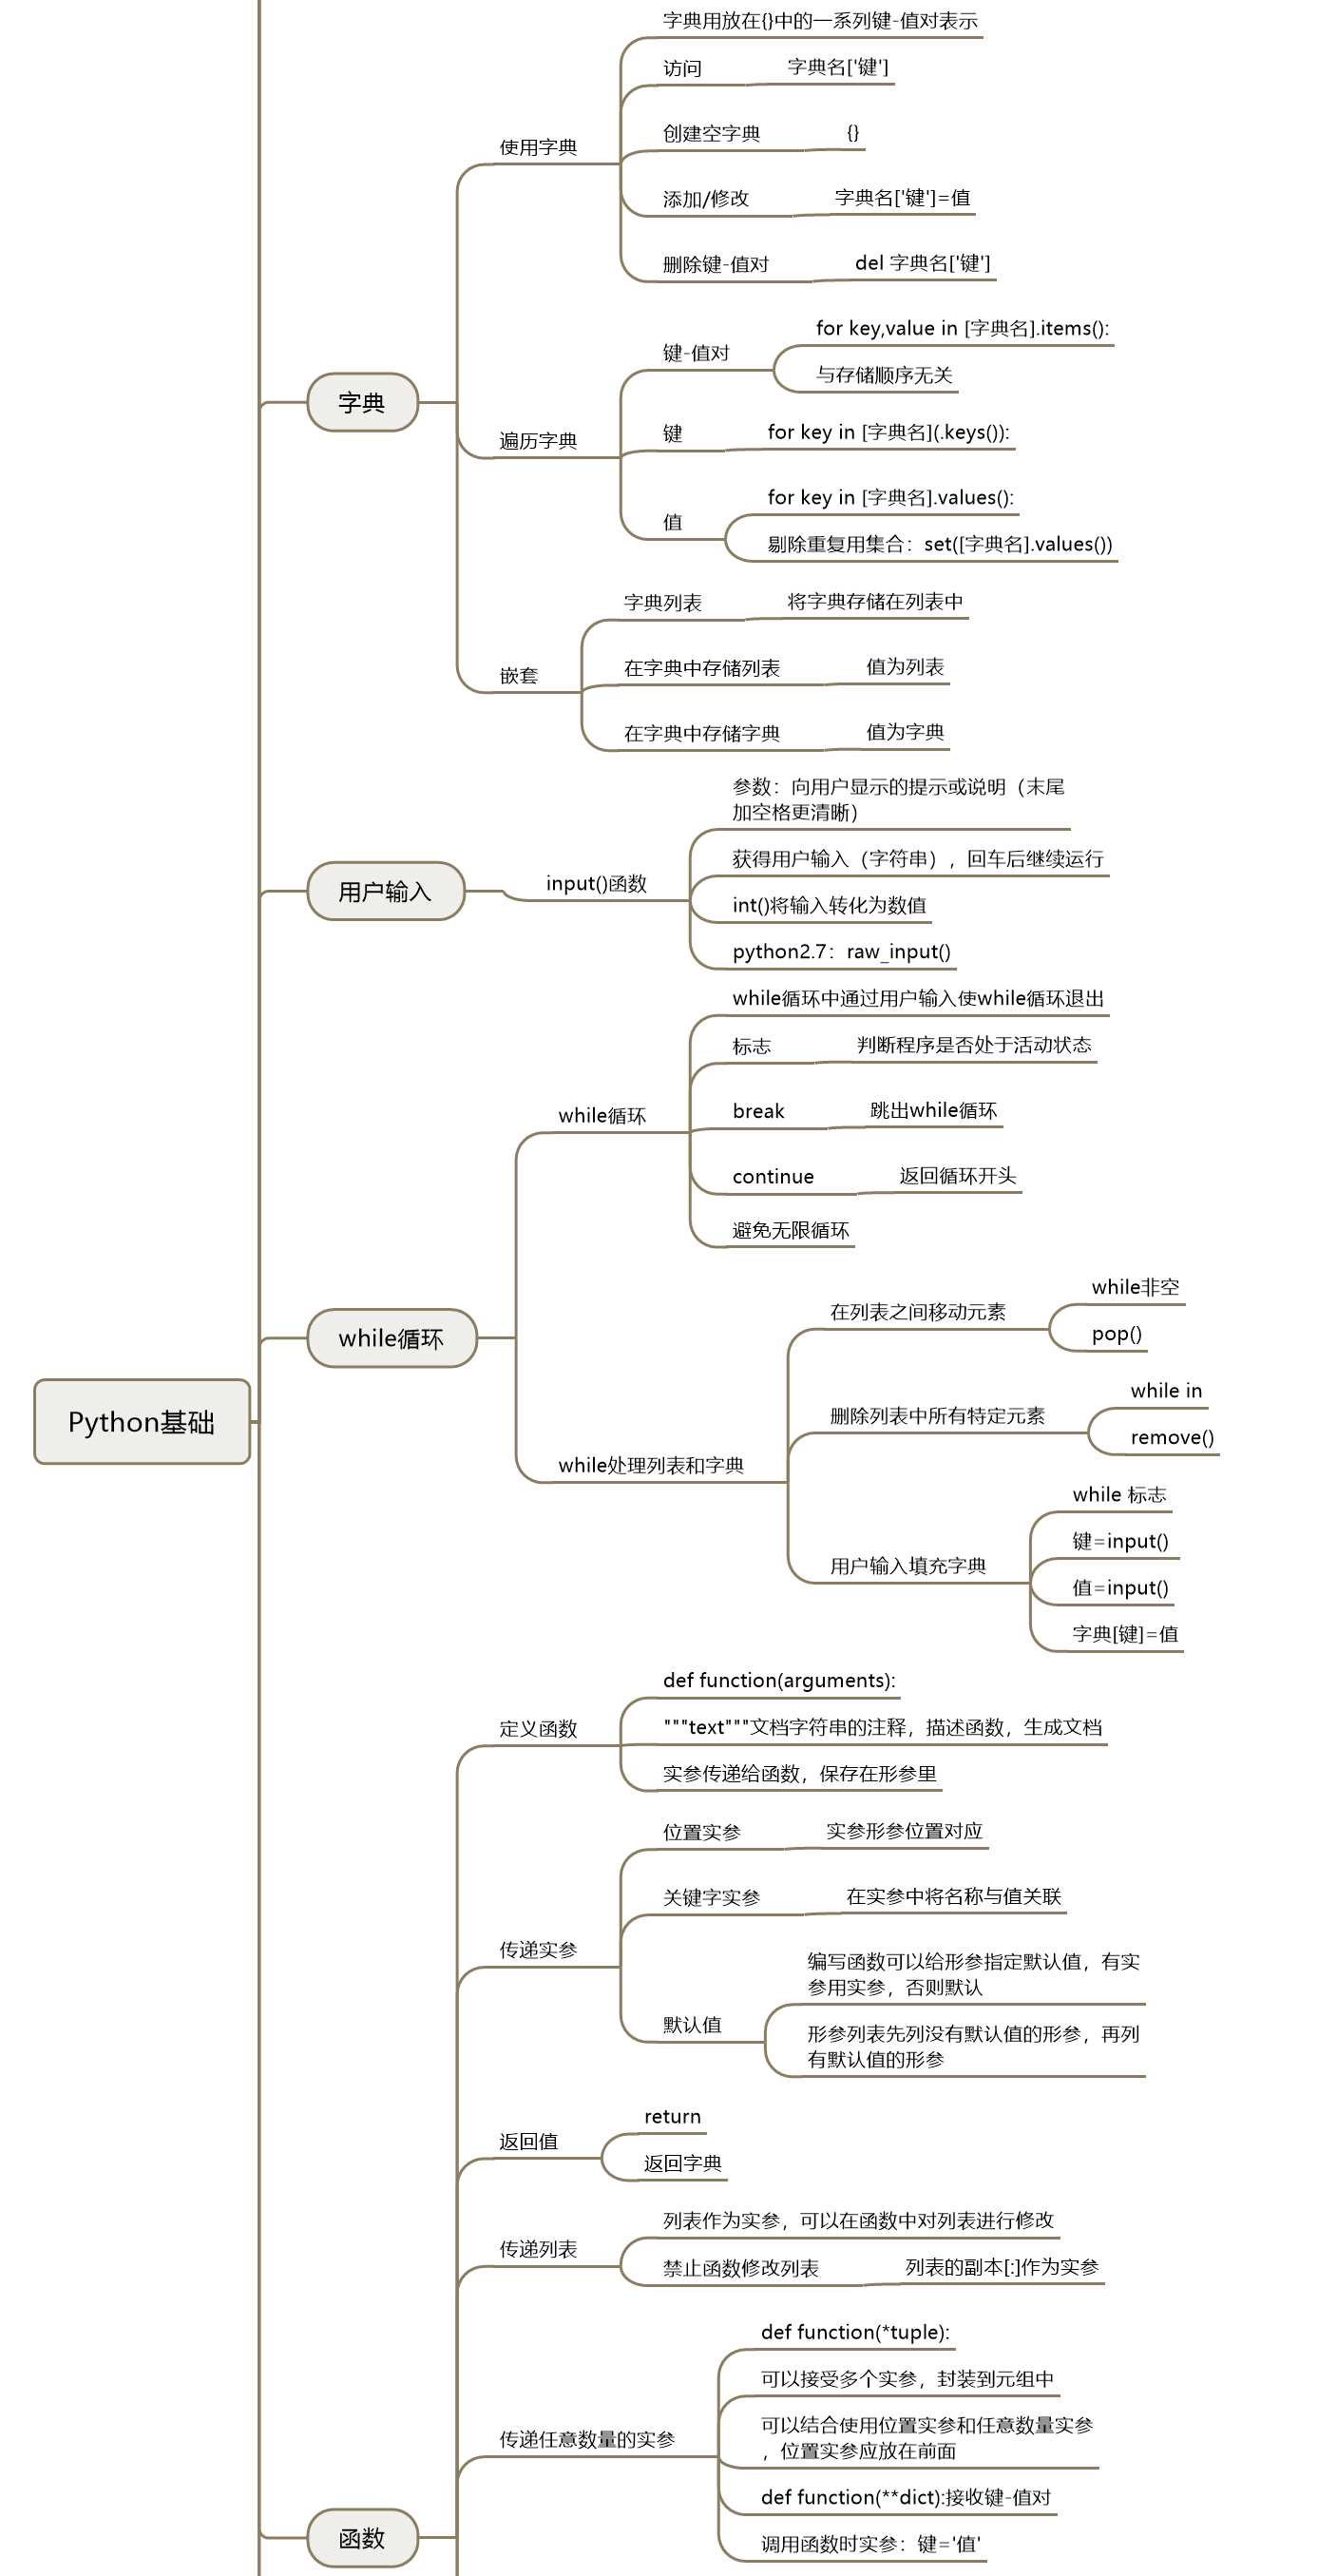 Python基础
字典
使用字典
字典用放在{}中的一系列键-值对表示
访问
字典名['键']
创建空字典
{}
添加/修改
字典名['键']=值
删除键-值对
del 字典名['键']
遍历字典
键-值对
for key,value in [字典名].items():
与存储顺序无关
键
for key in [字典名](.keys()):
值
for key in [字典名].values():
剔除重复用集合：set([字典名].values())
嵌套
字典列表
将字典存储在列表中
在字典中存储列表
值为列表
在字典中存储字典
值为字典
用户输入
input()函数
参数：向用户显示的提示或说明（末尾
加空格更清晰）
获得用户输入（字符串），回车后继续运行
int()将输入转化为数值
python2.7：raw_input()
while循环
while循环
while循环中通过用户输入使while循环退出
标志
判断程序是否处于活动状态
break
跳出while循环
continue
返回循环开头
避免无限循环
while处理列表和字典
在列表之间移动元素
while非空
pop()
删除列表中所有特定元素
while in
remove()
用户输入填充字典
while 标志
键=input()
值=input()
字典[键]=值
函数
定义函数
def function(arguments):
"""text"""文档字符串的注释，描述函数，生成文档
实参传递给函数，保存在形参里
传递实参
位置实参
实参形参位置对应
关键字实参
在实参中将名称与值关联
默认值
编写函数可以给形参指定默认值，有实
参用实参，否则默认
形参列表先列没有默认值的形参，再列
有默认值的形参
返回值
return
返回字典
传递列表
列表作为实参，可以在函数中对列表进行修改
禁止函数修改列表
列表的副本[:]作为实参
传递任意数量的实参
def function(*tuple):
可以接受多个实参，封装到元组中
可以结合使用位置实参和任意数量实参
，位置实参应放在前面
def function(**dict):接收键-值对
调用函数时实参：键='值'